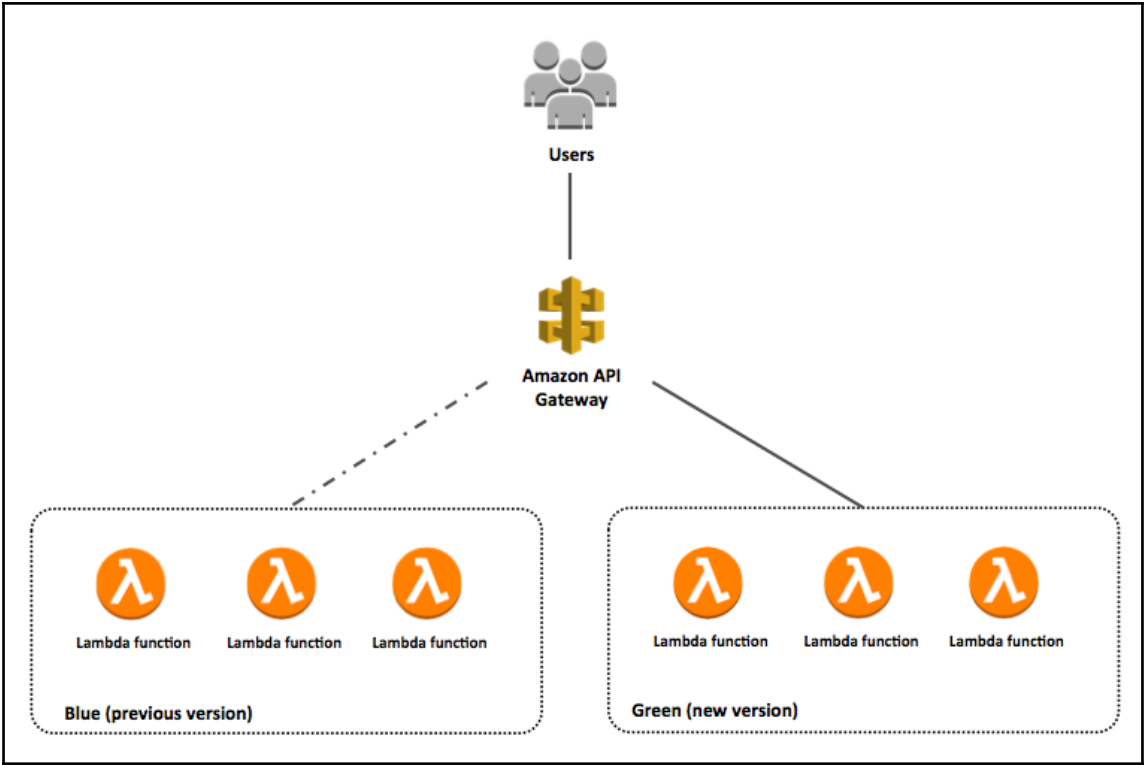 Users
Amazon API
Gateway
Lambda function
Lambda function
Lambda function
Blue (previous version)
Lambda function
Lambda function
Lambda function
Green (new version)